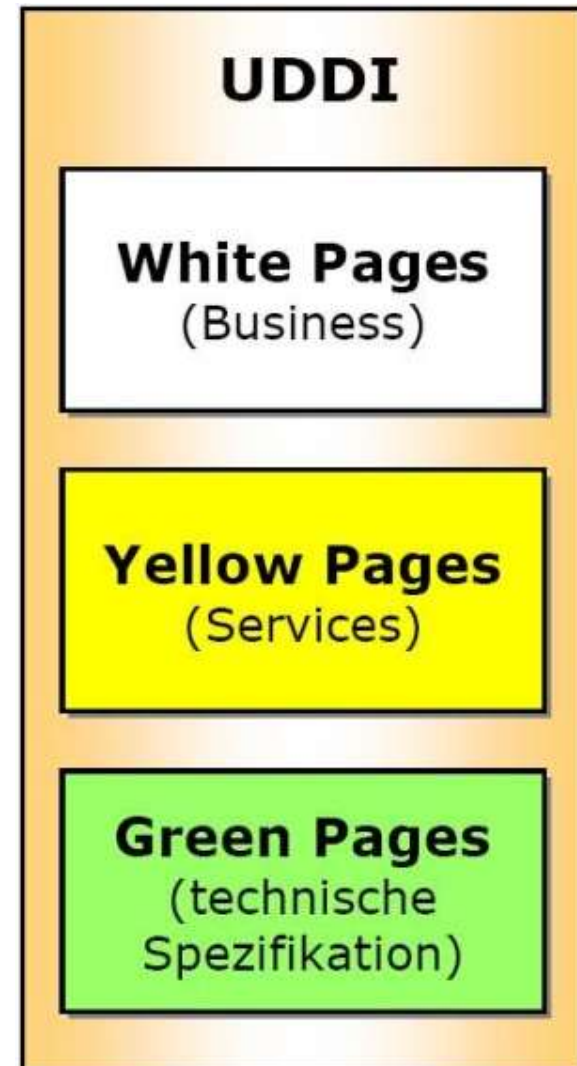 UDDI
White Pages
(Business)
Yellow Pages
(Services)
Green Pages
(technische
Spezifikation)